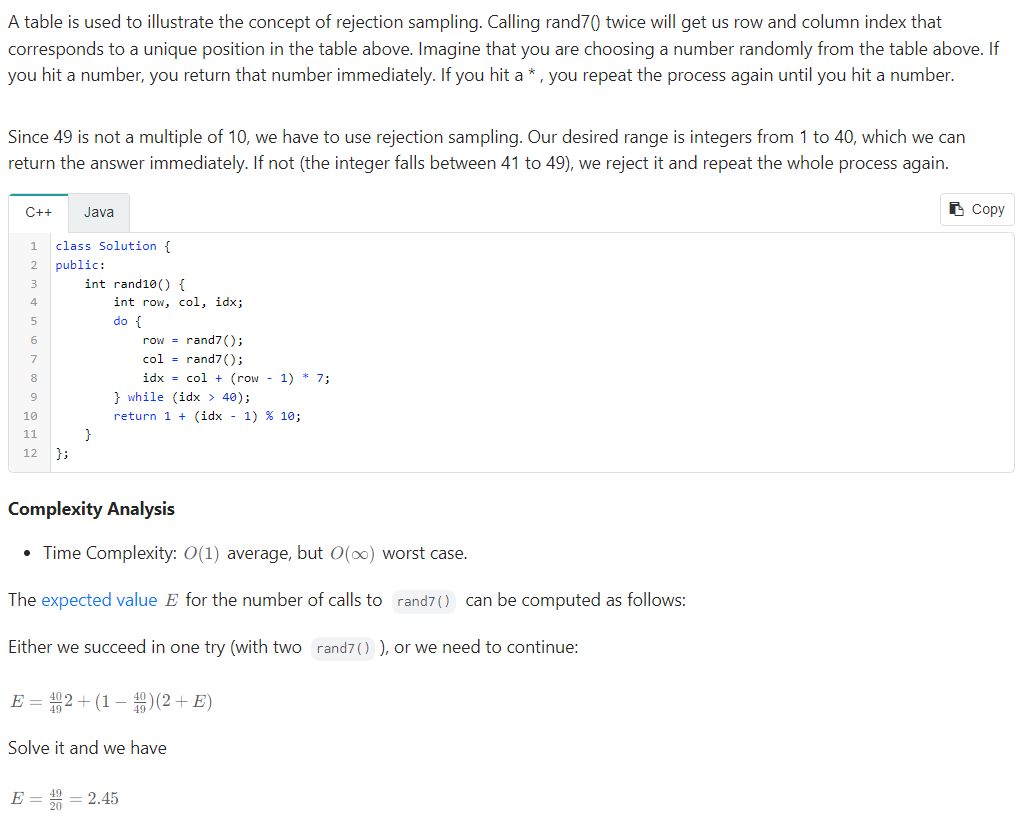 A table is used to illustrate the concept of rejection sampling. Calling rand7() twice will get us row and column index that
corresponds to a unique position in the table above. Imagine that you are choosing a number randomly from the table above. If
you hit a number, you return that number immediately. If you hit a * , you repeat the process again until you hit a number.
Since 49 is not a multiple of 10, we have to use rejection sampling. Our desired range is integers from 1 to 40, which we can
return the answer immediately. If not (the integer falls between 41 to 49), we reject it and repeat the whole process again.
C++ Java Copy
1 class Solution {
2 public:
3     int rand10() {
4         int row, col, idx;
5         do {
6             row = rand7();
7             col = rand7();
8             idx = col + (row - 1) * 7;
9         } while (idx > 40);
10         return 1 + (idx - 1) % 10;
11     }
12 };
Complexity Analysis
• Time Complexity: O(1) average, but O(∞) worst case.
The expected value E for the number of calls to rand7() can be computed as follows:
Either we succeed in one try (with two rand7() ), or we need to continue:
E = 40/49 2 + (1 − 40/49)(2 + E)
Solve it and we have
E = 49/20 = 2.45